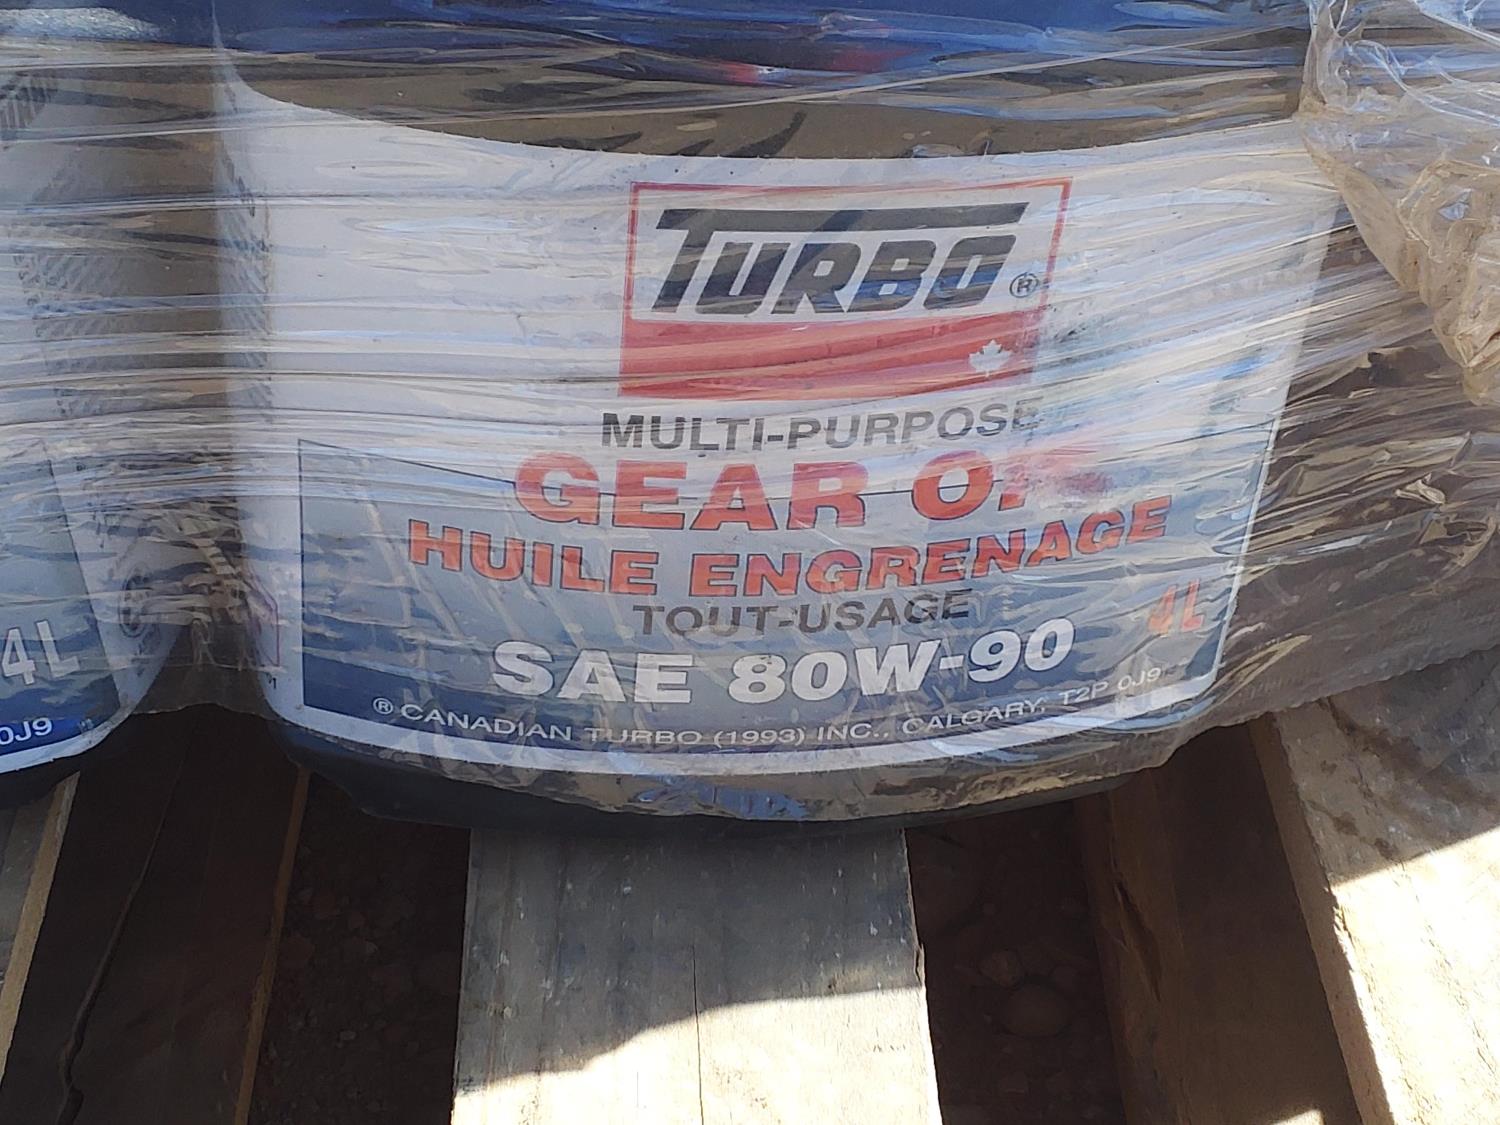 TURBO®
MULTI-PURPOSE
GEAR
HUILE ENGRENAGE
TOUT-USAGE
4L
SAE 80W-90
® CANADIAN TURBO (1993) INC., CALGARY, T2P 0J9
4L
0J9